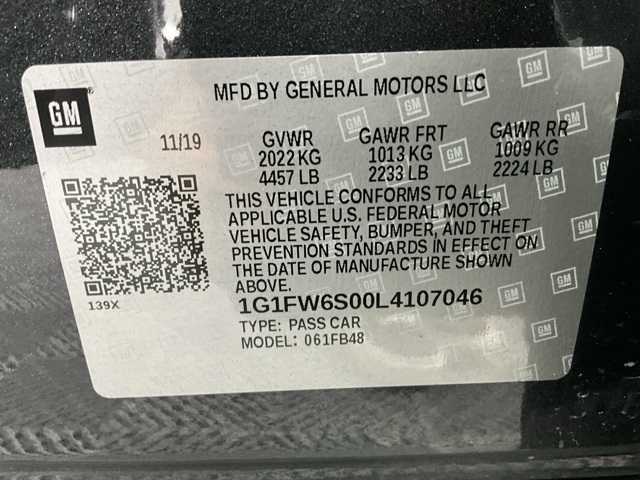 MFD BY GENERAL MOTORS LLC
GM
11/19
GVWR GAWR FRT GAWR RR
2022 KG 1013 KG 1009 KG
4457 LB 2233 LB 2224 LB
THIS VEHICLE CONFORMS TO ALL
APPLICABLE U.S. FEDERAL MOTOR
VEHICLE SAFETY, BUMPER, AND THEFT
PREVENTION STANDARDS IN EFFECT ON
THE DATE OF MANUFACTURE SHOWN
ABOVE.
139X
1G1FW6S00L4107046
TYPE: PASS CAR
MODEL: 061FB48